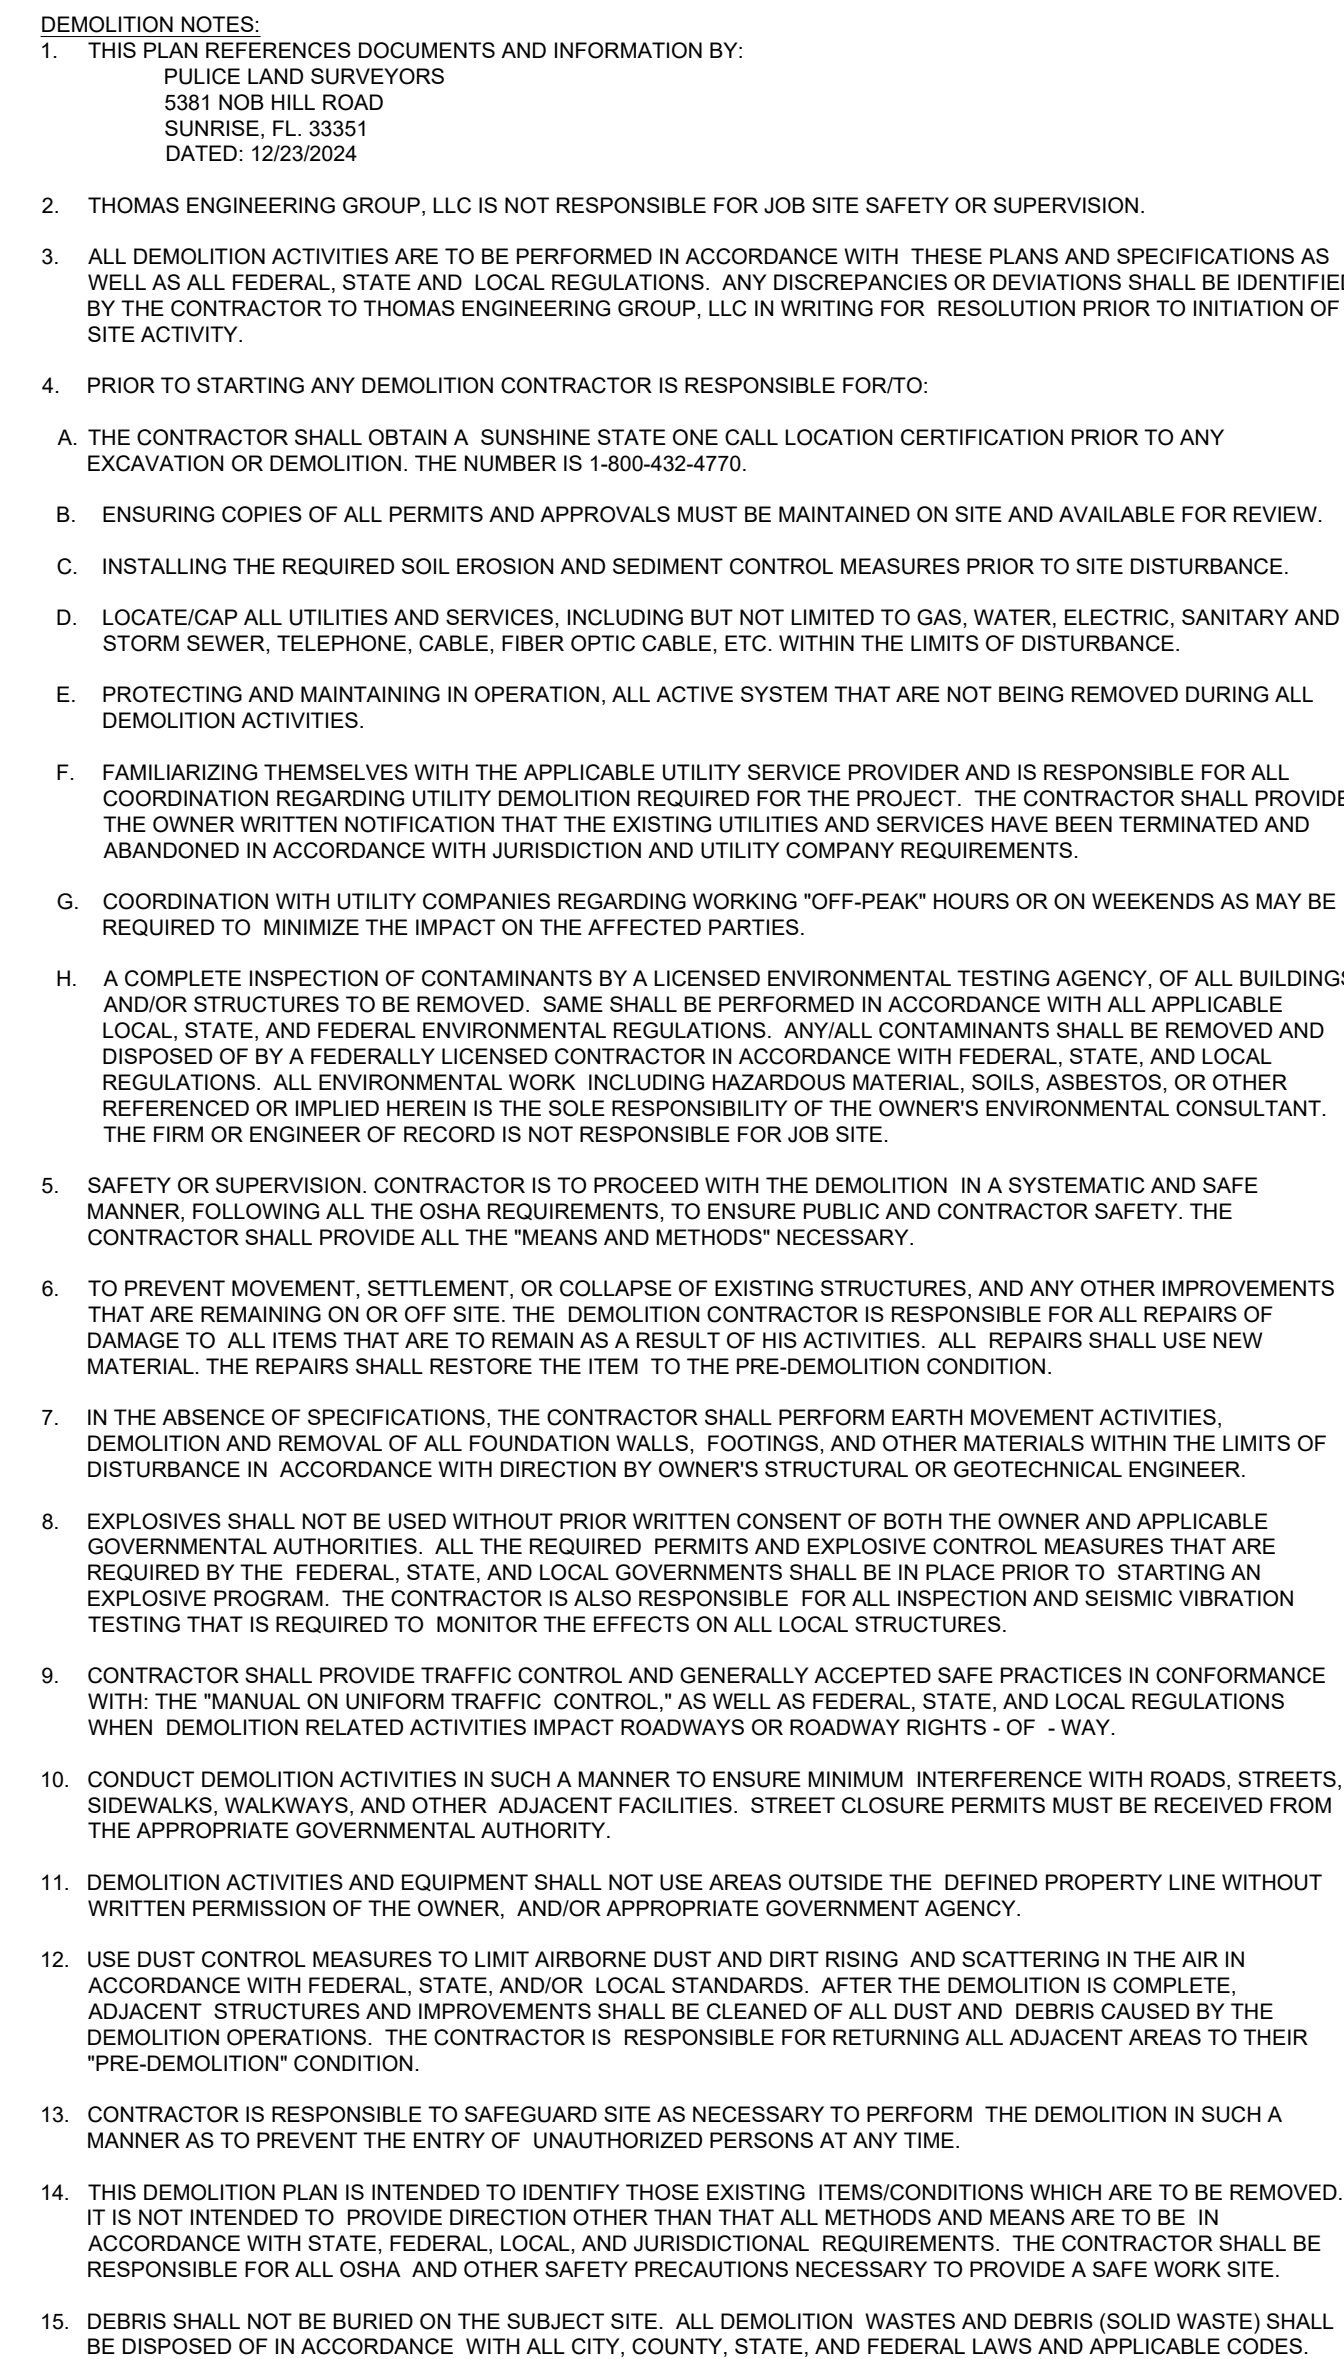 DEMOLITION NOTES:
1. THIS PLAN REFERENCES DOCUMENTS AND INFORMATION BY:
PULICE LAND SURVEYORS
5381 NOB HILL ROAD
SUNRISE, FL. 33351
DATED: 12/23/2024
2. THOMAS ENGINEERING GROUP, LLC IS NOT RESPONSIBLE FOR JOB SITE SAFETY OR SUPERVISION.
3. ALL DEMOLITION ACTIVITIES ARE TO BE PERFORMED IN ACCORDANCE WITH THESE PLANS AND SPECIFICATIONS AS
WELL AS ALL FEDERAL, STATE AND LOCAL REGULATIONS. ANY DISCREPANCIES OR DEVIATIONS SHALL BE IDENTIFIED
BY THE CONTRACTOR TO THOMAS ENGINEERING GROUP, LLC IN WRITING FOR RESOLUTION PRIOR TO INITIATION OF
SITE ACTIVITY.
4. PRIOR TO STARTING ANY DEMOLITION CONTRACTOR IS RESPONSIBLE FOR/TO:
A. THE CONTRACTOR SHALL OBTAIN A SUNSHINE STATE ONE CALL LOCATION CERTIFICATION PRIOR TO ANY
EXCAVATION OR DEMOLITION. THE NUMBER IS 1-800-432-4770.
B. ENSURING COPIES OF ALL PERMITS AND APPROVALS MUST BE MAINTAINED ON SITE AND AVAILABLE FOR REVIEW.
C. INSTALLING THE REQUIRED SOIL EROSION AND SEDIMENT CONTROL MEASURES PRIOR TO SITE DISTURBANCE.
D. LOCATE/CAP ALL UTILITIES AND SERVICES, INCLUDING BUT NOT LIMITED TO GAS, WATER, ELECTRIC, SANITARY AND
STORM SEWER, TELEPHONE, CABLE, FIBER OPTIC CABLE, ETC. WITHIN THE LIMITS OF DISTURBANCE.
E. PROTECTING AND MAINTAINING IN OPERATION, ALL ACTIVE SYSTEM THAT ARE NOT BEING REMOVED DURING ALL
DEMOLITION ACTIVITIES.
F. FAMILIARIZING THEMSELVES WITH THE APPLICABLE UTILITY SERVICE PROVIDER AND IS RESPONSIBLE FOR ALL
COORDINATION REGARDING UTILITY DEMOLITION REQUIRED FOR THE PROJECT. THE CONTRACTOR SHALL PROVIDE
THE OWNER WRITTEN NOTIFICATION THAT THE EXISTING UTILITIES AND SERVICES HAVE BEEN TERMINATED AND
ABANDONED IN ACCORDANCE WITH JURISDICTION AND UTILITY COMPANY REQUIREMENTS.
G. COORDINATION WITH UTILITY COMPANIES REGARDING WORKING "OFF-PEAK" HOURS OR ON WEEKENDS AS MAY BE
REQUIRED TO MINIMIZE THE IMPACT ON THE AFFECTED PARTIES.
H. A COMPLETE INSPECTION OF CONTAMINANTS BY A LICENSED ENVIRONMENTAL TESTING AGENCY, OF ALL BUILDINGS
AND/OR STRUCTURES TO BE REMOVED. SAME SHALL BE PERFORMED IN ACCORDANCE WITH ALL APPLICABLE
LOCAL, STATE, AND FEDERAL ENVIRONMENTAL REGULATIONS. ANY/ALL CONTAMINANTS SHALL BE REMOVED AND
DISPOSED OF BY A FEDERALLY LICENSED CONTRACTOR IN ACCORDANCE WITH FEDERAL, STATE, AND LOCAL
REGULATIONS. ALL ENVIRONMENTAL WORK INCLUDING HAZARDOUS MATERIAL, SOILS, ASBESTOS, OR OTHER
REFERENCED OR IMPLIED HEREIN IS THE SOLE RESPONSIBILITY OF THE OWNER'S ENVIRONMENTAL CONSULTANT.
THE FIRM OR ENGINEER OF RECORD IS NOT RESPONSIBLE FOR JOB SITE.
5. SAFETY OR SUPERVISION. CONTRACTOR IS TO PROCEED WITH THE DEMOLITION IN A SYSTEMATIC AND SAFE
MANNER, FOLLOWING ALL THE OSHA REQUIREMENTS, TO ENSURE PUBLIC AND CONTRACTOR SAFETY. THE
CONTRACTOR SHALL PROVIDE ALL THE "MEANS AND METHODS" NECESSARY.
6. TO PREVENT MOVEMENT, SETTLEMENT, OR COLLAPSE OF EXISTING STRUCTURES, AND ANY OTHER IMPROVEMENTS
THAT ARE REMAINING ON OR OFF SITE. THE DEMOLITION CONTRACTOR IS RESPONSIBLE FOR ALL REPAIRS OF
DAMAGE TO ALL ITEMS THAT ARE TO REMAIN AS A RESULT OF HIS ACTIVITIES. ALL REPAIRS SHALL USE NEW
MATERIAL. THE REPAIRS SHALL RESTORE THE ITEM TO THE PRE-DEMOLITION CONDITION.
7. IN THE ABSENCE OF SPECIFICATIONS, THE CONTRACTOR SHALL PERFORM EARTH MOVEMENT ACTIVITIES,
DEMOLITION AND REMOVAL OF ALL FOUNDATION WALLS, FOOTINGS, AND OTHER MATERIALS WITHIN THE LIMITS OF
DISTURBANCE IN ACCORDANCE WITH DIRECTION BY OWNER'S STRUCTURAL OR GEOTECHNICAL ENGINEER.
8. EXPLOSIVES SHALL NOT BE USED WITHOUT PRIOR WRITTEN CONSENT OF BOTH THE OWNER AND APPLICABLE
GOVERNMENTAL AUTHORITIES. ALL THE REQUIRED PERMITS AND EXPLOSIVE CONTROL MEASURES THAT ARE
REQUIRED BY THE FEDERAL, STATE, AND LOCAL GOVERNMENTS SHALL BE IN PLACE PRIOR TO STARTING AN
EXPLOSIVE PROGRAM. THE CONTRACTOR IS ALSO RESPONSIBLE FOR ALL INSPECTION AND SEISMIC VIBRATION
TESTING THAT IS REQUIRED TO MONITOR THE EFFECTS ON ALL LOCAL STRUCTURES.
9. CONTRACTOR SHALL PROVIDE TRAFFIC CONTROL AND GENERALLY ACCEPTED SAFE PRACTICES IN CONFORMANCE
WITH: THE "MANUAL ON UNIFORM TRAFFIC CONTROL," AS WELL AS FEDERAL, STATE, AND LOCAL REGULATIONS
WHEN DEMOLITION RELATED ACTIVITIES IMPACT ROADWAYS OR ROADWAY RIGHTS - OF - WAY.
10. CONDUCT DEMOLITION ACTIVITIES IN SUCH A MANNER TO ENSURE MINIMUM INTERFERENCE WITH ROADS, STREETS,
SIDEWALKS, WALKWAYS, AND OTHER ADJACENT FACILITIES. STREET CLOSURE PERMITS MUST BE RECEIVED FROM
THE APPROPRIATE GOVERNMENTAL AUTHORITY.
11. DEMOLITION ACTIVITIES AND EQUIPMENT SHALL NOT USE AREAS OUTSIDE THE DEFINED PROPERTY LINE WITHOUT
WRITTEN PERMISSION OF THE OWNER, AND/OR APPROPRIATE GOVERNMENT AGENCY.
12. USE DUST CONTROL MEASURES TO LIMIT AIRBORNE DUST AND DIRT RISING AND SCATTERING IN THE AIR IN
ACCORDANCE WITH FEDERAL, STATE, AND/OR LOCAL STANDARDS. AFTER THE DEMOLITION IS COMPLETE,
ADJACENT STRUCTURES AND IMPROVEMENTS SHALL BE CLEANED OF ALL DUST AND DEBRIS CAUSED BY THE
DEMOLITION OPERATIONS. THE CONTRACTOR IS RESPONSIBLE FOR RETURNING ALL ADJACENT AREAS TO THEIR
"PRE-DEMOLITION" CONDITION.
13. CONTRACTOR IS RESPONSIBLE TO SAFEGUARD SITE AS NECESSARY TO PERFORM THE DEMOLITION IN SUCH A
MANNER AS TO PREVENT THE ENTRY OF UNAUTHORIZED PERSONS AT ANY TIME.
14. THIS DEMOLITION PLAN IS INTENDED TO IDENTIFY THOSE EXISTING ITEMS/CONDITIONS WHICH ARE TO BE REMOVED.
IT IS NOT INTENDED TO PROVIDE DIRECTION OTHER THAN THAT ALL METHODS AND MEANS ARE TO BE IN
ACCORDANCE WITH STATE, FEDERAL, LOCAL, AND JURISDICTIONAL REQUIREMENTS. THE CONTRACTOR SHALL BE
RESPONSIBLE FOR ALL OSHA AND OTHER SAFETY PRECAUTIONS NECESSARY TO PROVIDE A SAFE WORK SITE.
15. DEBRIS SHALL NOT BE BURIED ON THE SUBJECT SITE. ALL DEMOLITION WASTES AND DEBRIS (SOLID WASTE) SHALL
BE DISPOSED OF IN ACCORDANCE WITH ALL CITY, COUNTY, STATE, AND FEDERAL LAWS AND APPLICABLE CODES.